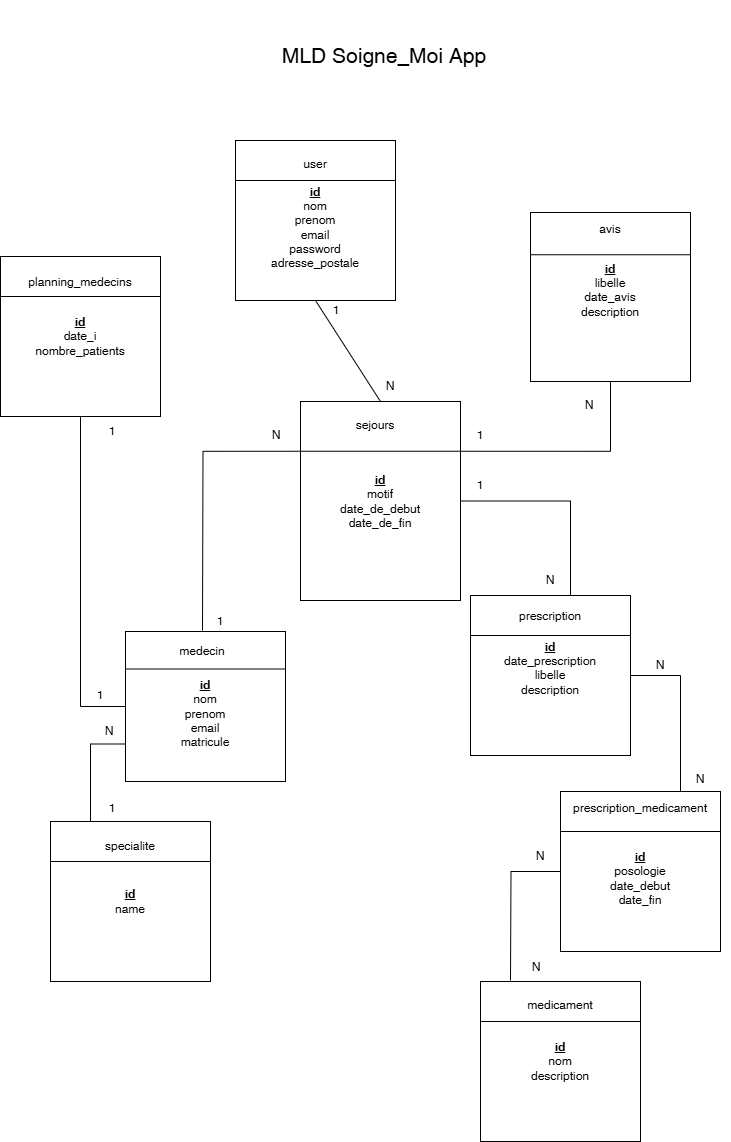 MLD Soigne_Moi App
user
id
nom
prenom
email
password
adresse_postale
1
avis
id
libelle
date_avis
description
N
planning_medecins
id
date_i
nombre_patients
1
N
sejours
id
motif
date_de_debut
date_de_fin
N
1
1
N
1
medecin
id
nom
prenom
email
matricule
1
N
1
prescription
id
date_prescription
libelle
description
N
N
specialite
id
name
prescription_medicament
id
posologie
date_debut
date_fin
N
N
medicament
id
nom
description